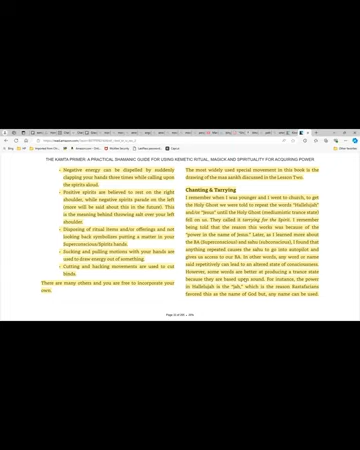 THE KAMTA PRIMER: A PRACTICAL SHAMANIC GUIDE FOR USING KEMETIC RITUAL, MAGICK AND SPIRITUALITY FOR ACQUIRING POWER
◦ Negative energy can be dispelled by suddenly
clapping your hands three times while calling upon
the spirits aloud.
◦ Positive spirits are believed to rest on the right
shoulder, while negative spirits parade on the left
(more will be said about this in the future). This
is the meaning behind throwing salt over your left
shoulder.
◦ Disposing of ritual items and/or offerings and not
looking back symbolizes putting a matter in your
Superconscious/Spirits hands.
◦ Sucking and pulling motions with your hands are
used to draw energy out of something.
◦ Cutting and hacking movements are used to cut
binds.
There are many others and you are free to incorporate your
own.
The most widely used special movement in this book is the
drawing of the maa aankh discussed in the Lesson Two.
Chanting & Tarrying
I remember when I was younger and I went to church, to get
the Holy Ghost we were told to repeat the words "Hallelujah"
and/or "Jesus" until the Holy Ghost (mediumistic trance state)
fell on us. They called it tarrying for the Spirit. I remember
being told that the reason this works was because of the
"power in the name of Jesus." Later, as I learned more about
the BA (Superconscious) and sahu (subconscious), I found that
anything repeated causes the sahu to go into autopilot and
gives us access to our BA. In other words, any word or name
said repetitively can lead to an altered state of consciousness.
However, some words are better at producing a trance state
because they are based upon sound. For instance, the power
in Hallelujah is the "Jah," which is the reason Rastafarians
favored this as the name of God but, any name can be used.